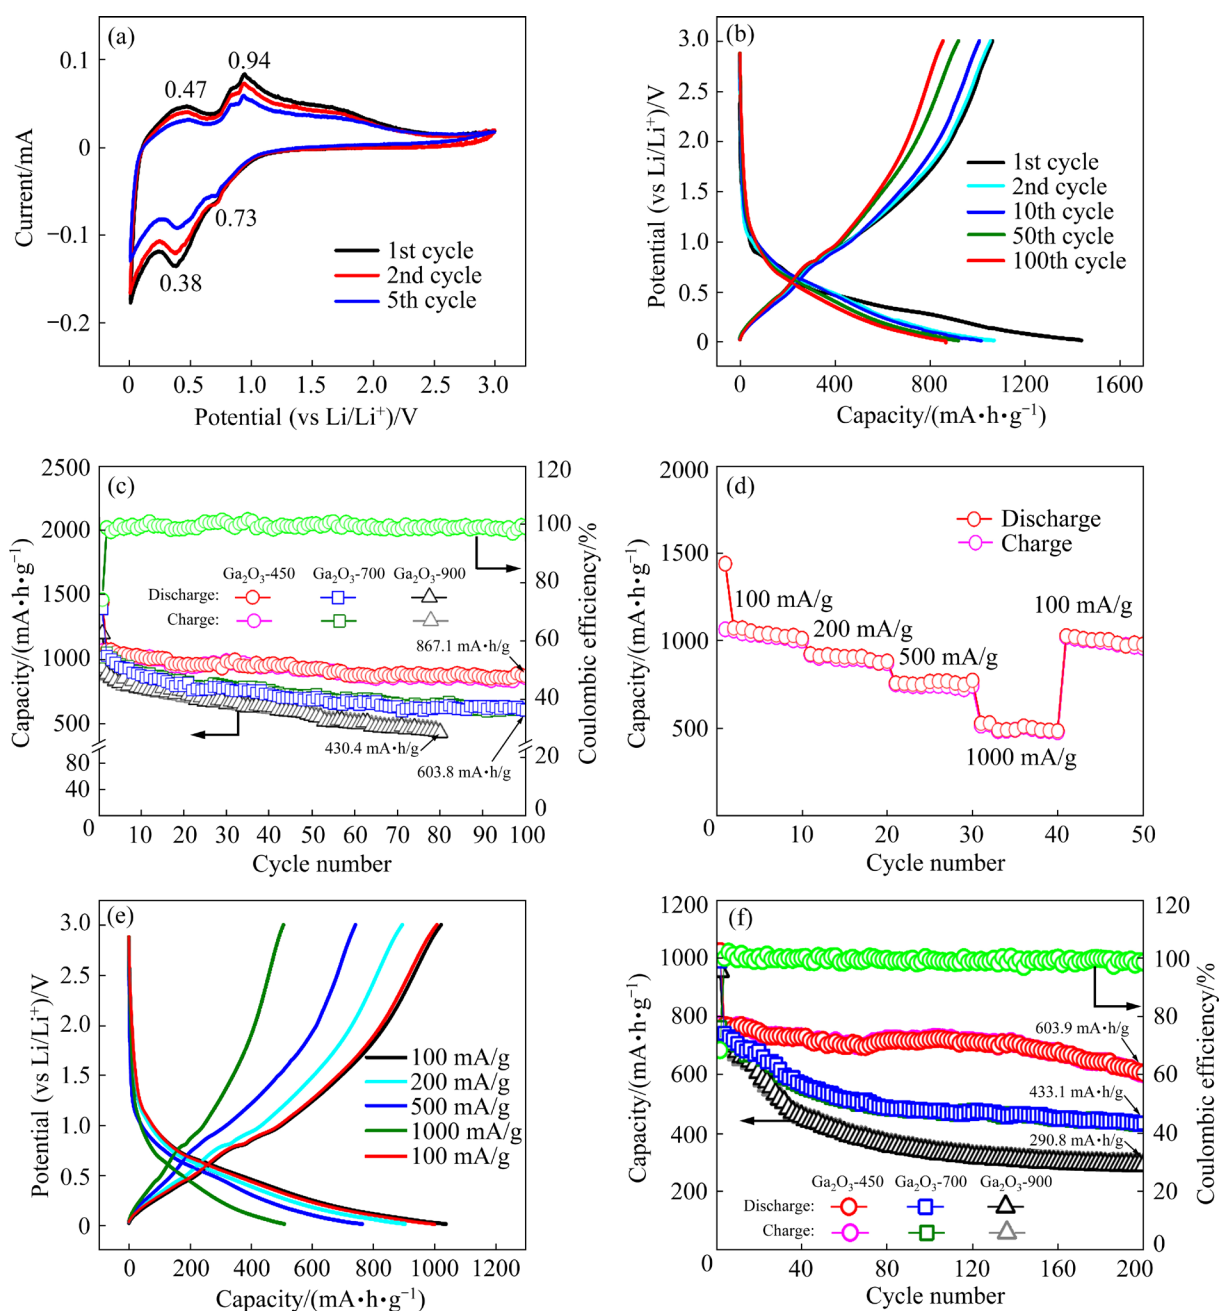 (a)
0.94
0.47
0.73
0.38
1st cycle
2nd cycle
5th cycle
0.1
0
−0.1
−0.2
Current/mA
0 0.5 1.0 1.5 2.0 2.5 3.0
Potential (vs Li/Li⁺)/V
(b)
1st cycle
2nd cycle
10th cycle
50th cycle
100th cycle
3.0
2.5
2.0
1.5
1.0
0.5
0
Potential (vs Li/Li⁺)/V
0 400 800 1200 1600
Capacity/(mA•h•g⁻¹)
(c)
Ga₂O₃-450 Ga₂O₃-700 Ga₂O₃-900
Discharge:
Charge:
867.1 mA•h/g
430.4 mA•h/g
603.8 mA•h/g
2500
2000
1500
1000
500
80
40
0
Capacity/(mA•h•g⁻¹)
120
100
80
60
40
20
0
Coulombic efficiency/%
10 20 30 40 50 60 70 80 90 100
Cycle number
(d)
Discharge
Charge
100 mA/g
200 mA/g
500 mA/g
1000 mA/g
100 mA/g
2000
1500
1000
500
0
Capacity/(mA•h•g⁻¹)
10 20 30 40 50
Cycle number
(e)
100 mA/g
200 mA/g
500 mA/g
1000 mA/g
100 mA/g
3.0
2.5
2.0
1.5
1.0
0.5
0
Potential (vs Li/Li⁺)/V
0 200 400 600 800 1000 1200
Capacity/(mA•h•g⁻¹)
(f)
603.9 mA•h/g
433.1 mA•h/g
290.8 mA•h/g
Ga₂O₃-450 Ga₂O₃-700 Ga₂O₃-900
Discharge:
Charge:
1200
1000
800
600
400
200
0
Capacity/(mA•h•g⁻¹)
120
100
80
60
40
20
0
Coulombic efficiency/%
40 80 120 160 200
Cycle number